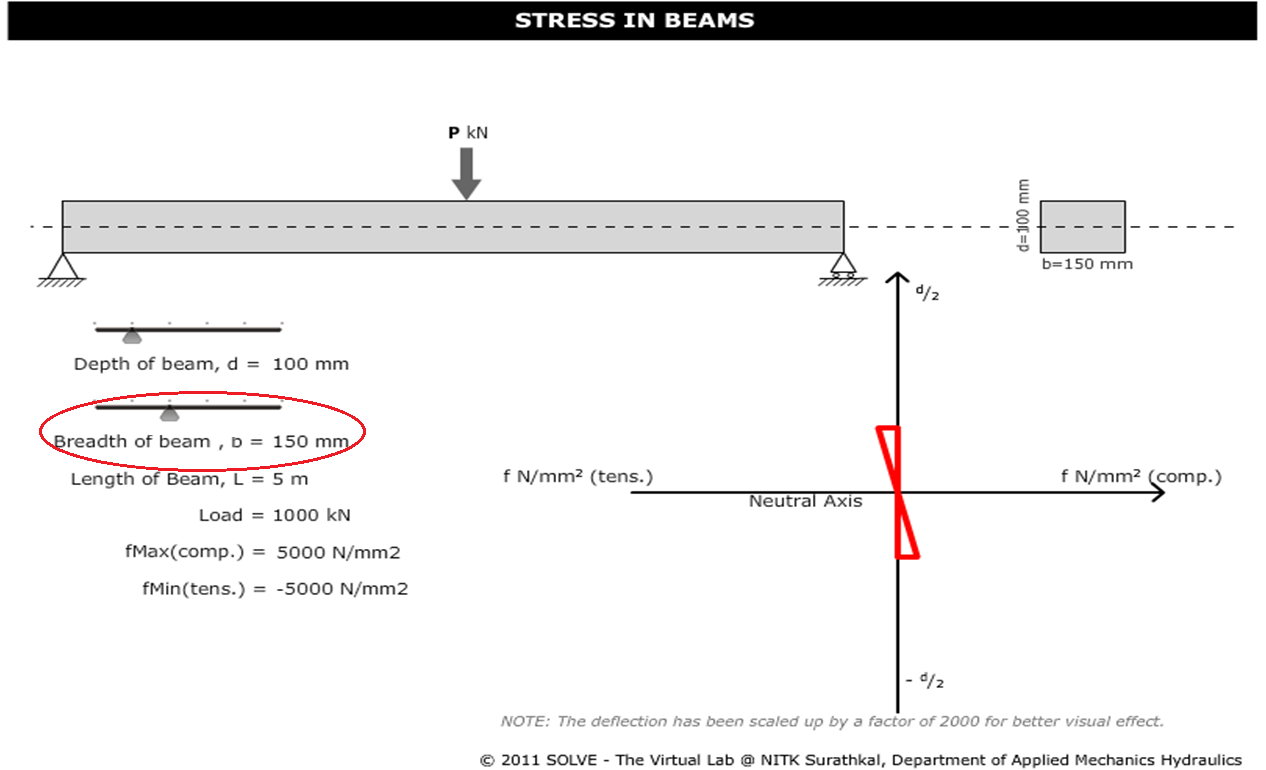 STRESS IN BEAMS
P kN
d=100 mm
b=150 mm
d/2
Depth of beam, d = 100 mm
Breadth of beam , b = 150 mm
Length of Beam, L = 5 m
Load = 1000 kN
fMax(comp.) = 5000 N/mm2
fMin(tens.) = -5000 N/mm2
f N/mm² (tens.)
f N/mm² (comp.)
Neutral Axis
- d/2
NOTE: The deflection has been scaled up by a factor of 2000 for better visual effect.
© 2011 SOLVE - The Virtual Lab @ NITK Surathkal, Department of Applied Mechanics Hydraulics